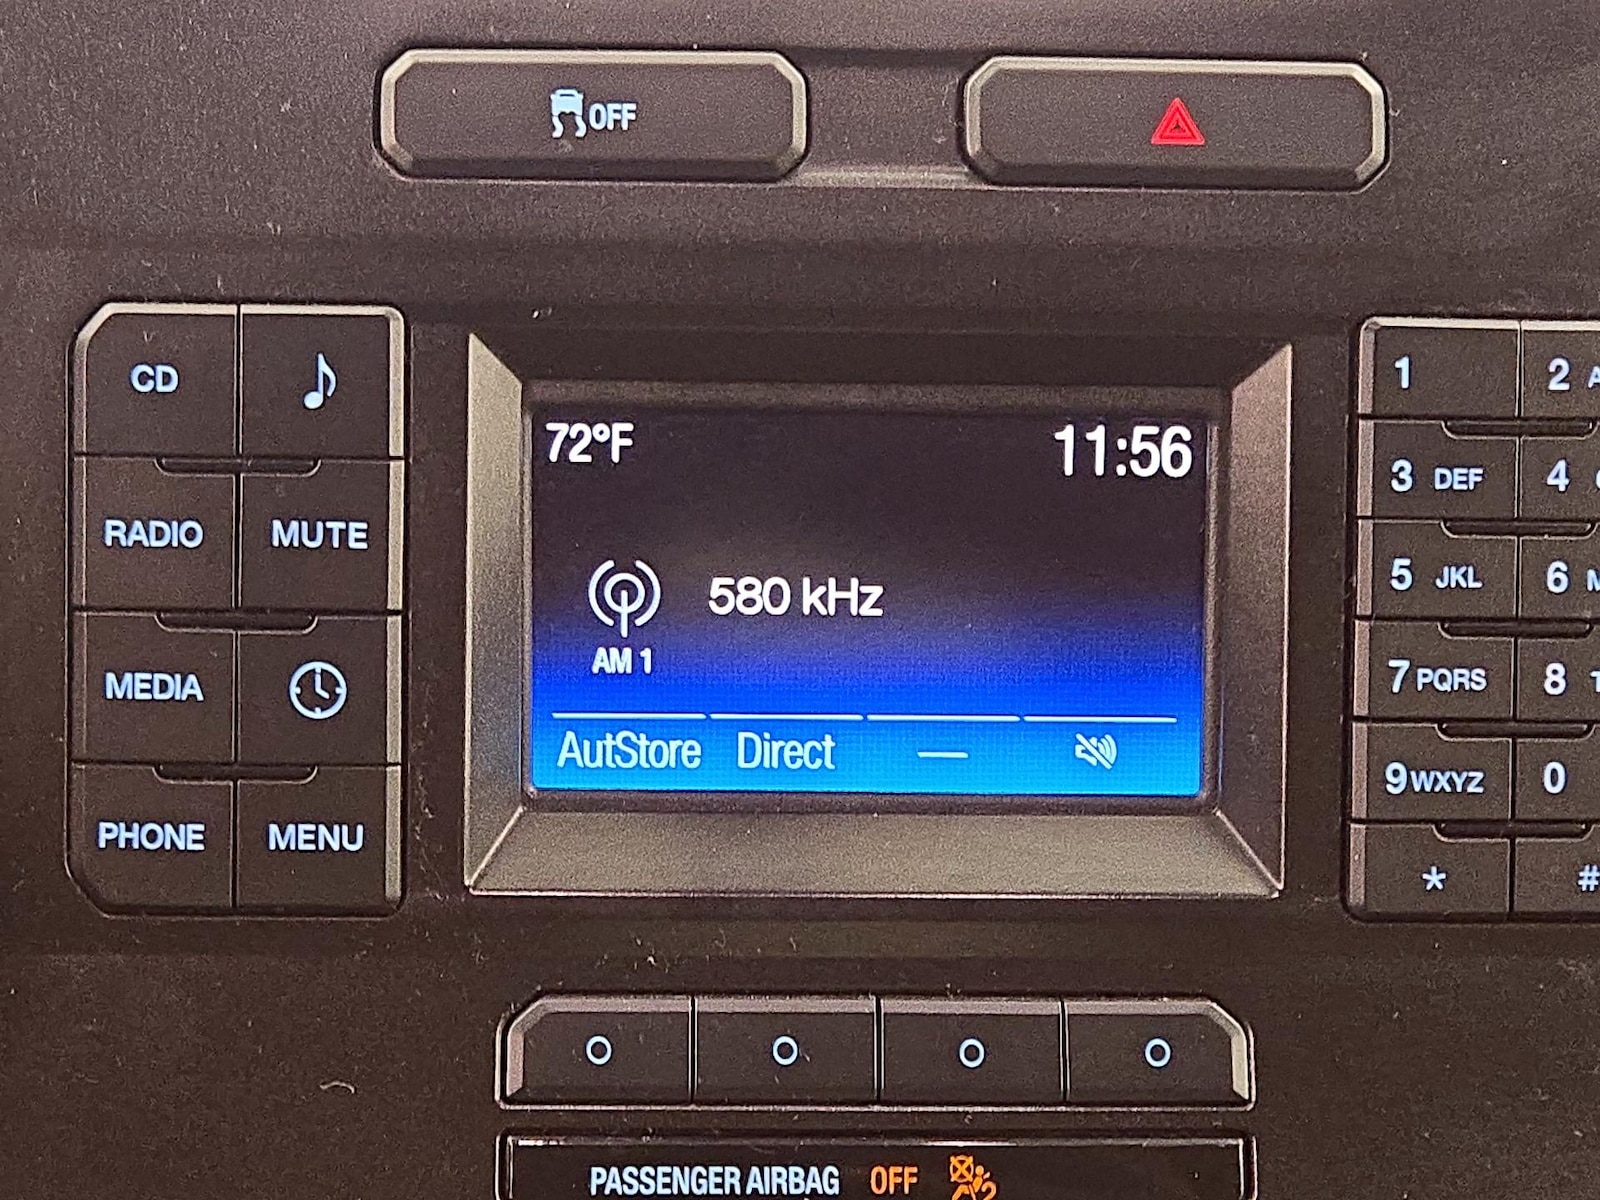 OFF
CD
RADIO MUTE
MEDIA
PHONE MENU
72°F 11:56
580 kHz
AM 1
AutStore Direct —
1 2
3 DEF 4
5 JKL 6
7 PQRS 8
9 WXYZ 0
* #
PASSENGER AIRBAG OFF